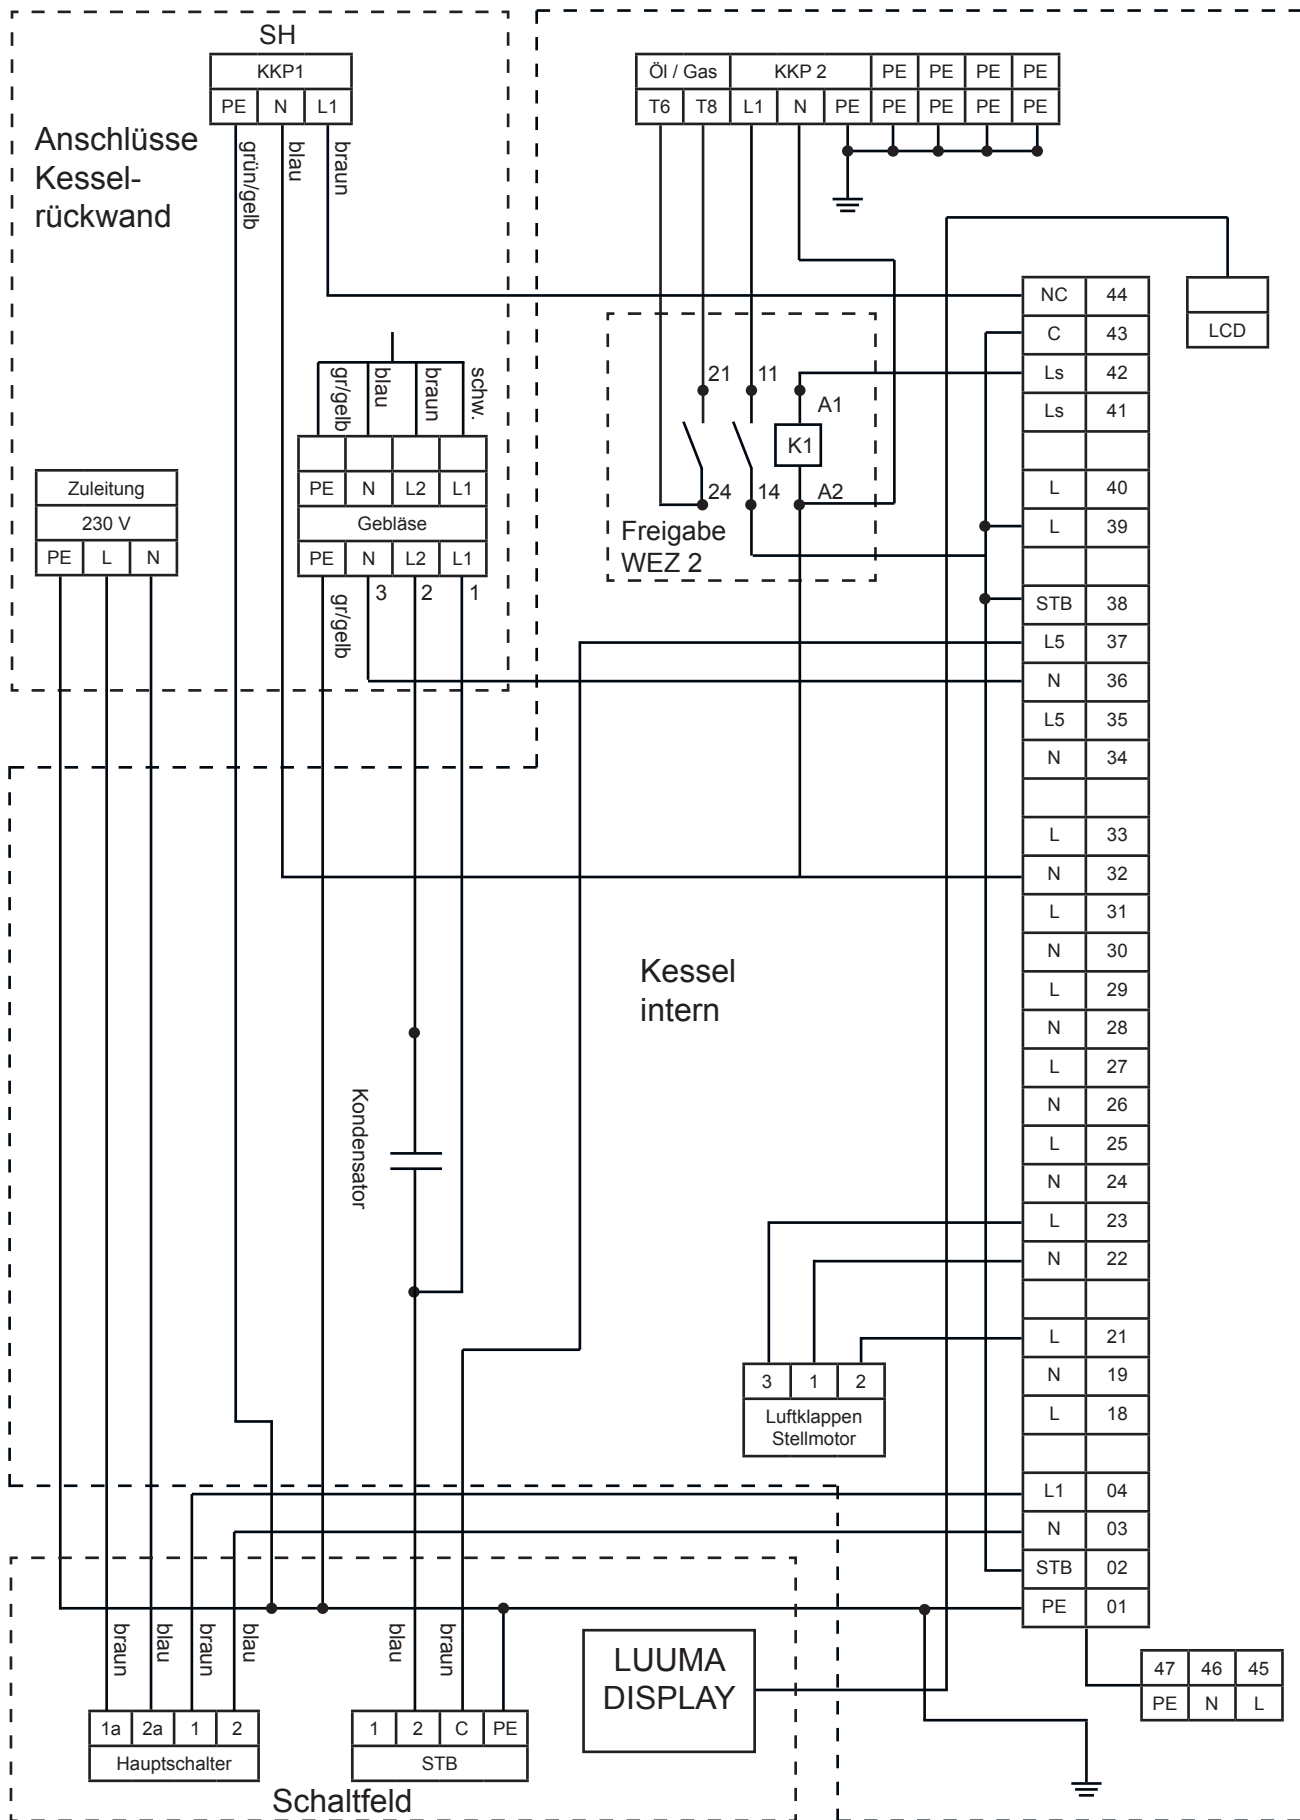 SH
KKP1
PE N L1
Anschlüsse
Kessel-
rückwand
grün/gelb
blau
braun
Öl / Gas KKP 2 PE PE PE PE
T6 T8 L1 N PE PE PE PE PE
LCD
gr/gelb
blau
braun
schw.
PE N L2 L1
Gebläse
PE N L2 L1
3 2 1
gr/gelb
Zuleitung
230 V
PE L N
21 11
A1
K1
24 14 A2
Freigabe
WEZ 2
NC 44
C 43
Ls 42
Ls 41
L 40
L 39
STB 38
L5 37
N 36
L5 35
N 34
L 33
N 32
L 31
N 30
L 29
N 28
L 27
N 26
L 25
N 24
L 23
N 22
L 21
N 19
L 18
L1 04
N 03
STB 02
PE 01
Kessel
intern
Kondensator
3 1 2
Luftklappen
Stellmotor
braun
blau
braun
blau
blau
braun
1a 2a 1 2
Hauptschalter
1 2 C PE
STB
LUUMA
DISPLAY
47 46 45
PE N L
Schaltfeld